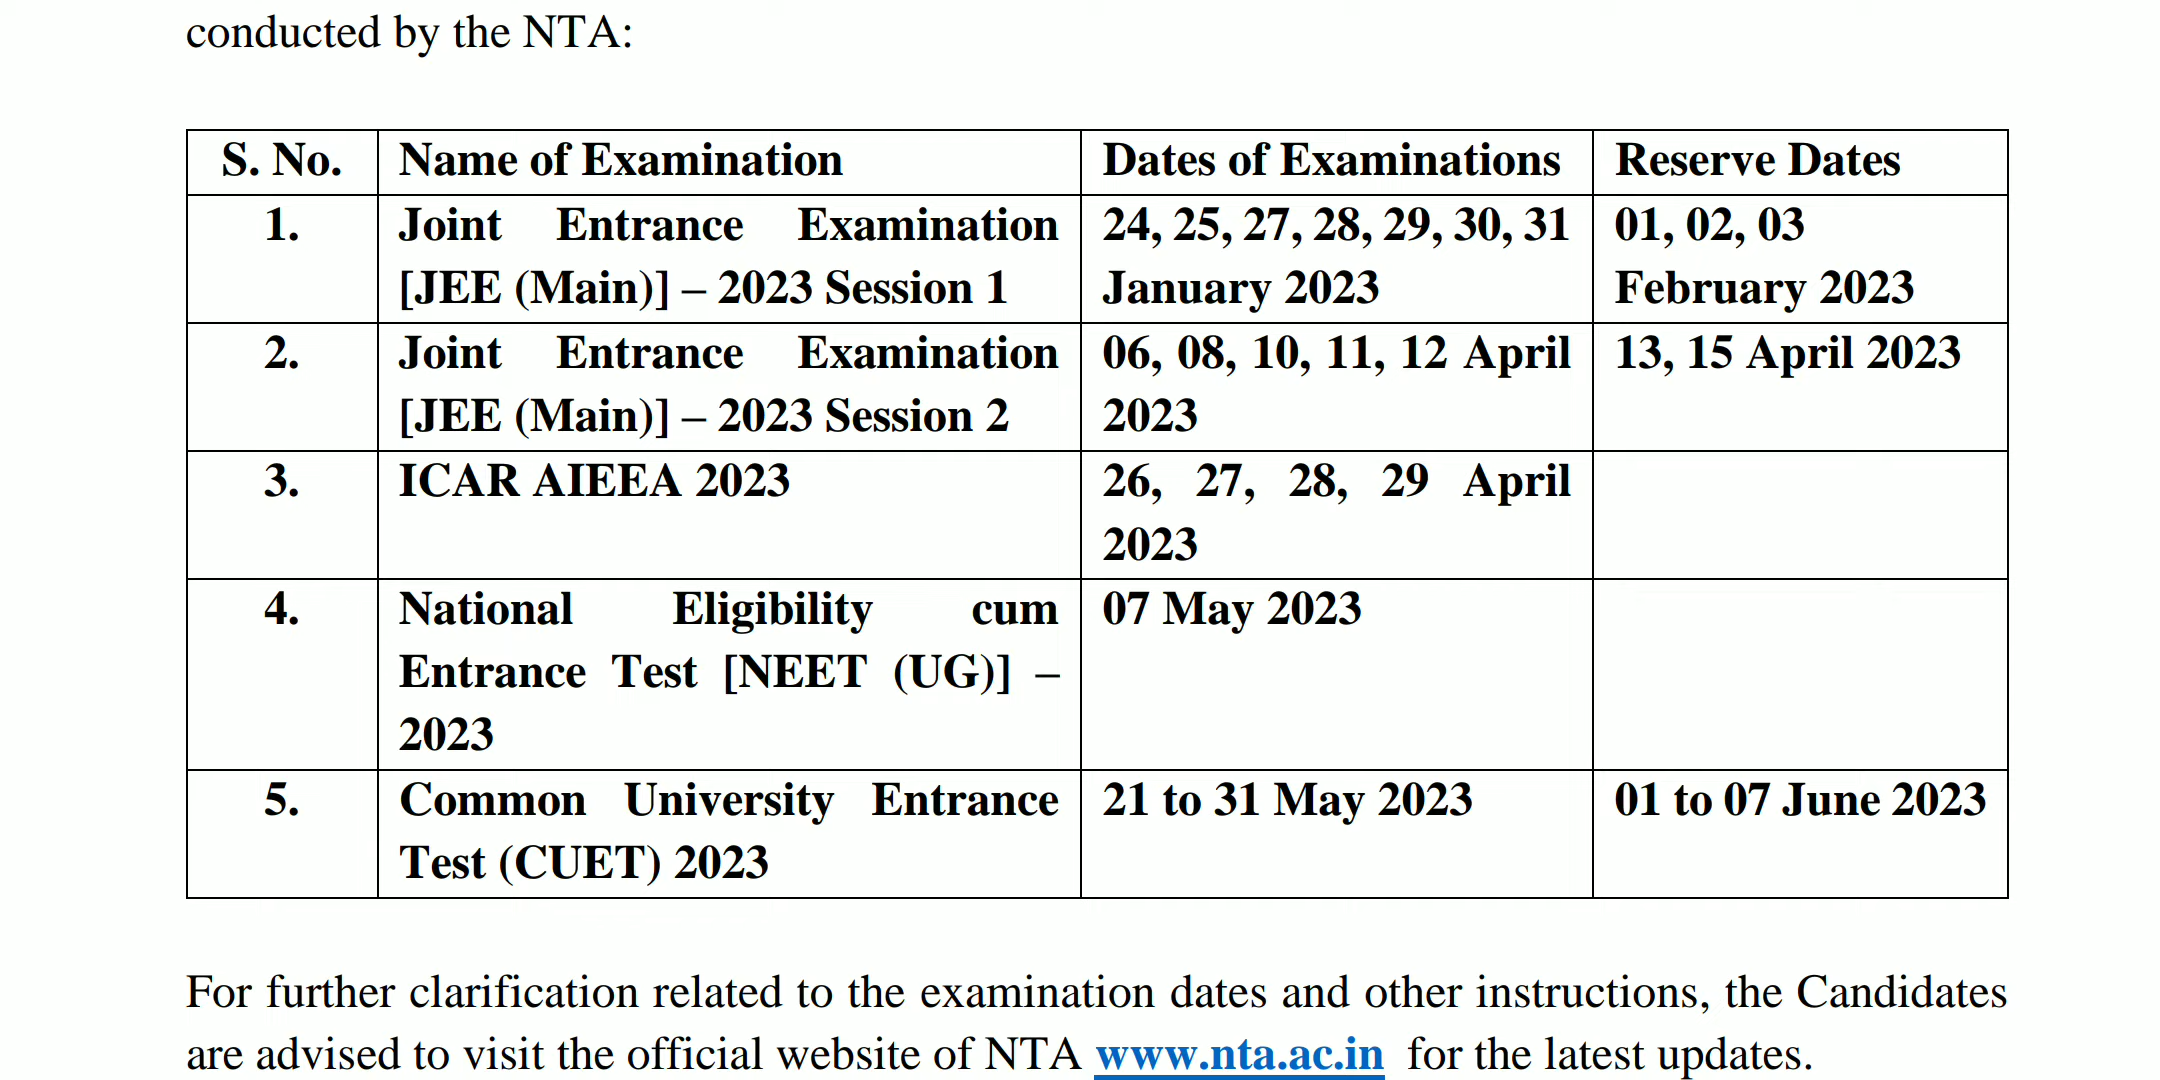 conducted by the NTA:
S. No. Name of Examination Dates of Examinations Reserve Dates
1. Joint Entrance Examination 24, 25, 27, 28, 29, 30, 31 01, 02, 03
[JEE (Main)] – 2023 Session 1 January 2023 February 2023
2. Joint Entrance Examination 06, 08, 10, 11, 12 April 13, 15 April 2023
[JEE (Main)] – 2023 Session 2 2023
3. ICAR AIEEA 2023 26, 27, 28, 29 April
2023
4. National Eligibility cum 07 May 2023
Entrance Test [NEET (UG)] –
2023
5. Common University Entrance 21 to 31 May 2023 01 to 07 June 2023
Test (CUET) 2023
For further clarification related to the examination dates and other instructions, the Candidates
are advised to visit the official website of NTA www.nta.ac.in for the latest updates.